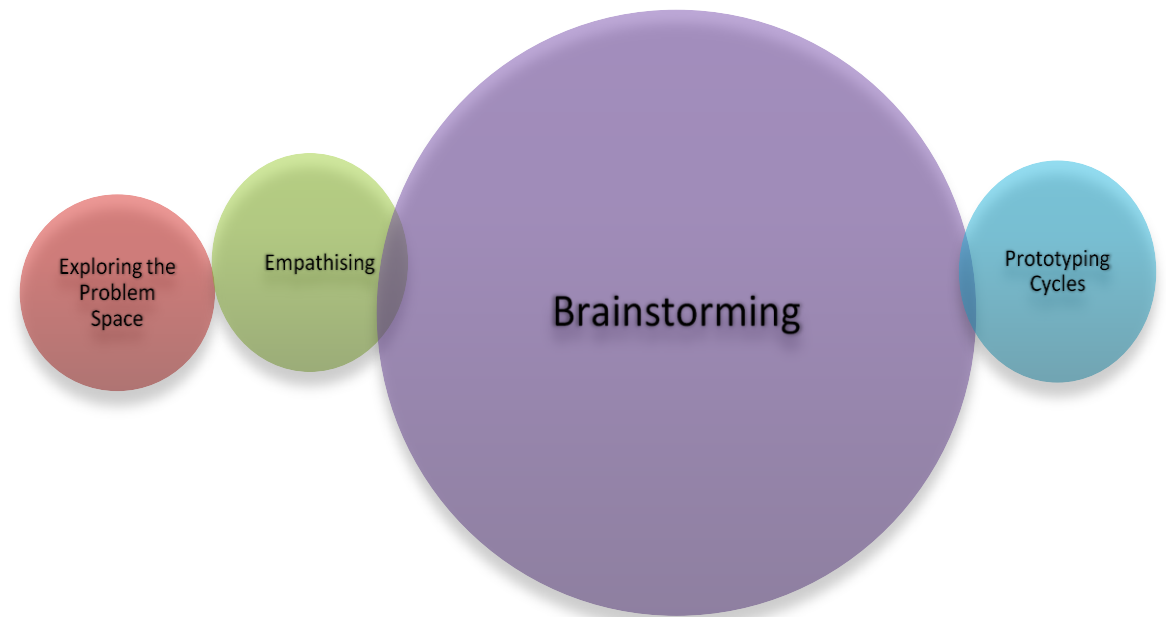 Exploring the
Problem
Space
Empathising
Brainstorming
Prototyping
Cycles